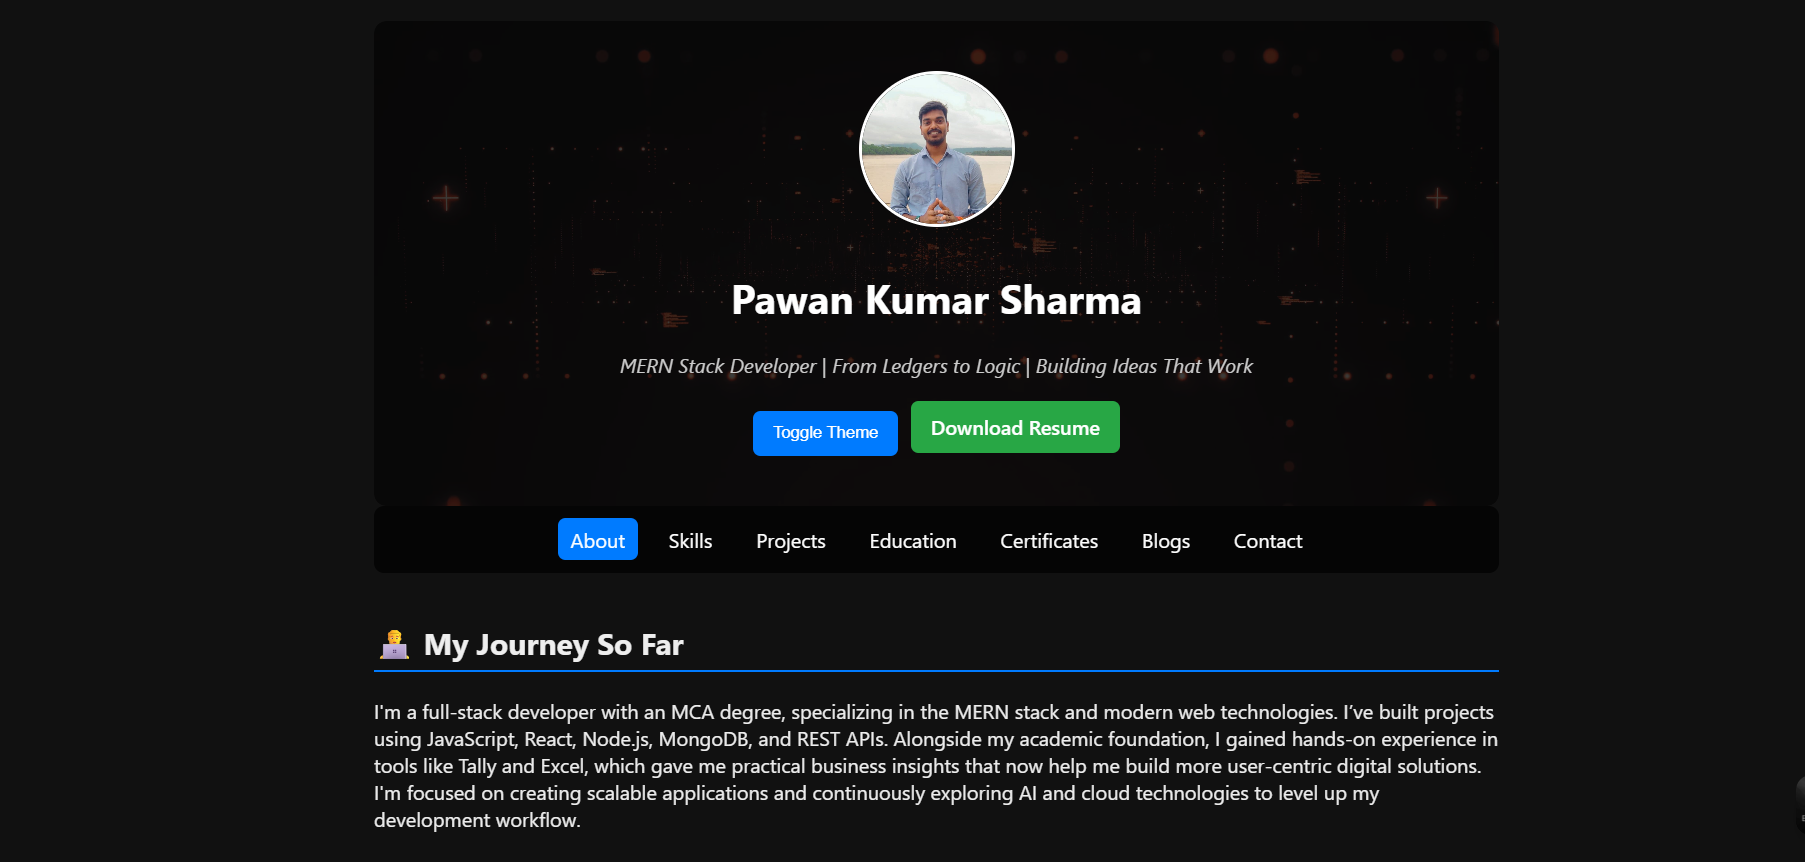 Pawan Kumar Sharma
MERN Stack Developer | From Ledgers to Logic | Building Ideas That Work
Toggle Theme
Download Resume
About Skills Projects Education Certificates Blogs Contact
My Journey So Far
I'm a full-stack developer with an MCA degree, specializing in the MERN stack and modern web technologies. I’ve built projects
using JavaScript, React, Node.js, MongoDB, and REST APIs. Alongside my academic foundation, I gained hands-on experience in
tools like Tally and Excel, which gave me practical business insights that now help me build more user-centric digital solutions.
I'm focused on creating scalable applications and continuously exploring AI and cloud technologies to level up my
development workflow.